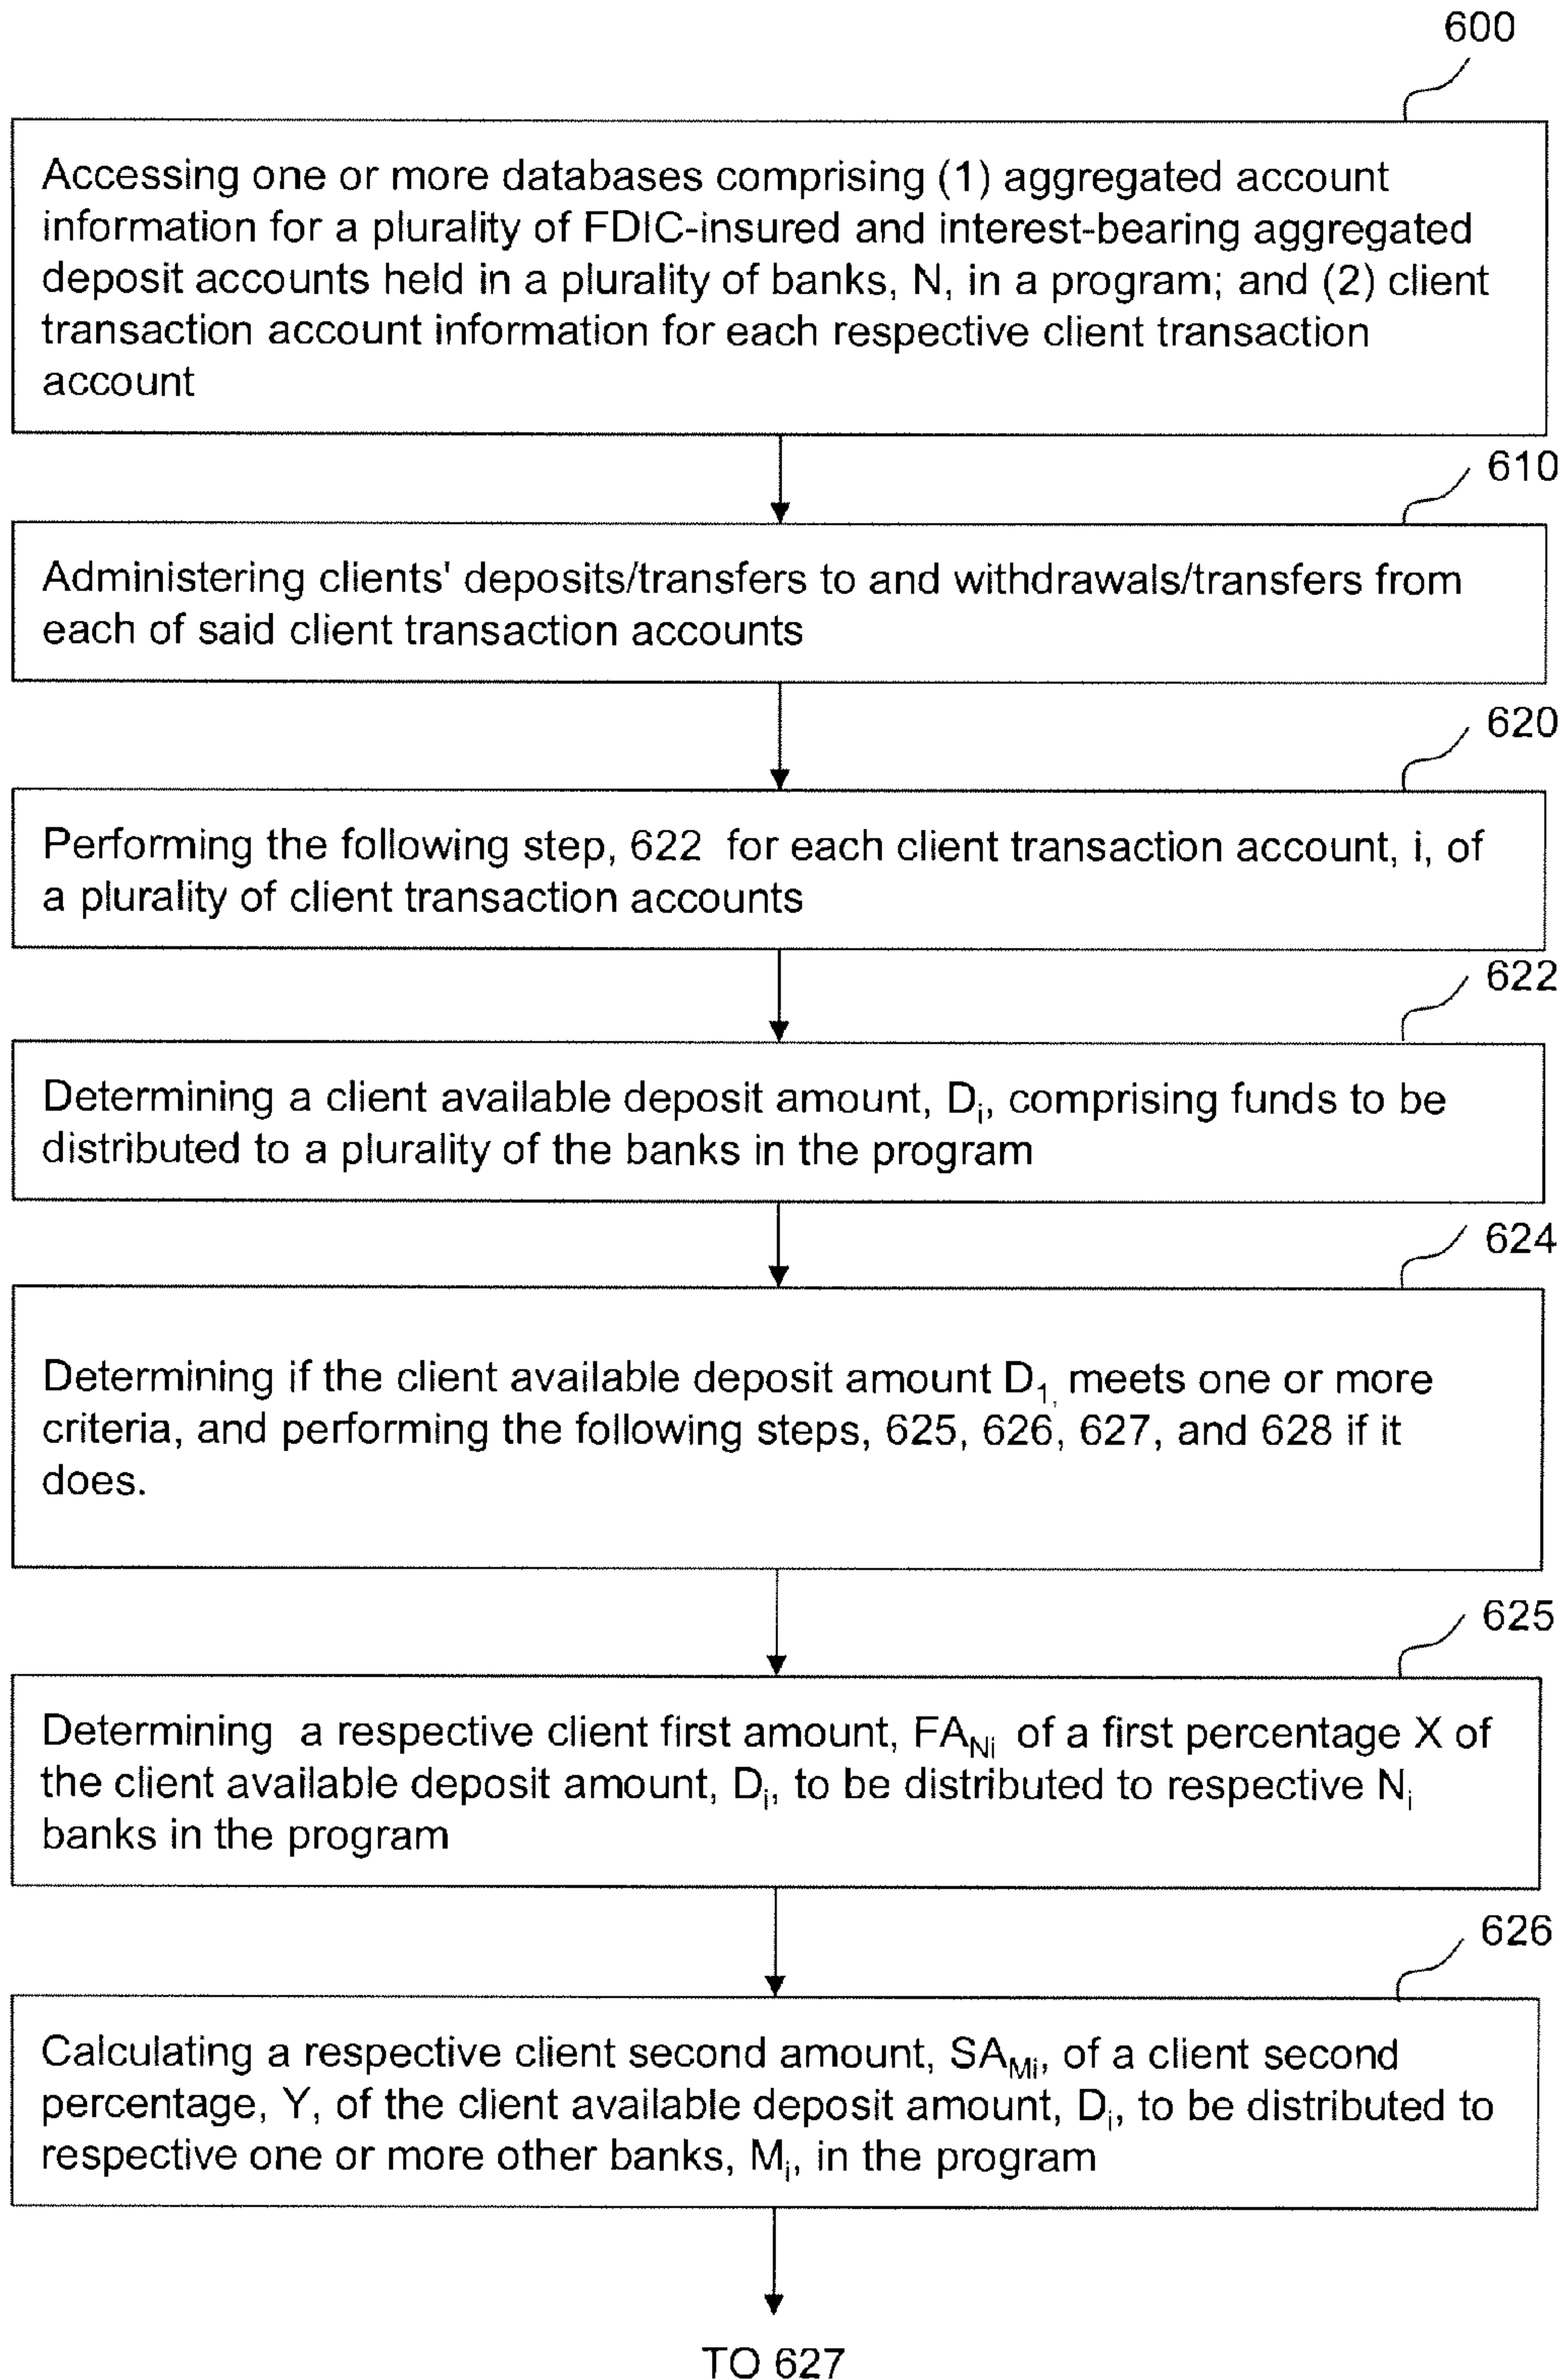 600
Accessing one or more databases comprising (1) aggregated account
information for a plurality of FDIC-insured and interest-bearing aggregated
deposit accounts held in a plurality of banks, N, in a program; and (2) client
transaction account information for each respective client transaction
account
610
Administering clients' deposits/transfers to and withdrawals/transfers from
each of said client transaction accounts
620
Performing the following step, 622 for each client transaction account, i, of
a plurality of client transaction accounts
622
Determining a client available deposit amount, Di, comprising funds to be
distributed to a plurality of the banks in the program
624
Determining if the client available deposit amount D1, meets one or more
criteria, and performing the following steps, 625, 626, 627, and 628 if it
does.
625
Determining a respective client first amount, FANi of a first percentage X of
the client available deposit amount, Di, to be distributed to respective Ni
banks in the program
626
Calculating a respective client second amount, SAMi, of a client second
percentage, Y, of the client available deposit amount, Di, to be distributed to
respective one or more other banks, Mi, in the program
TO 627